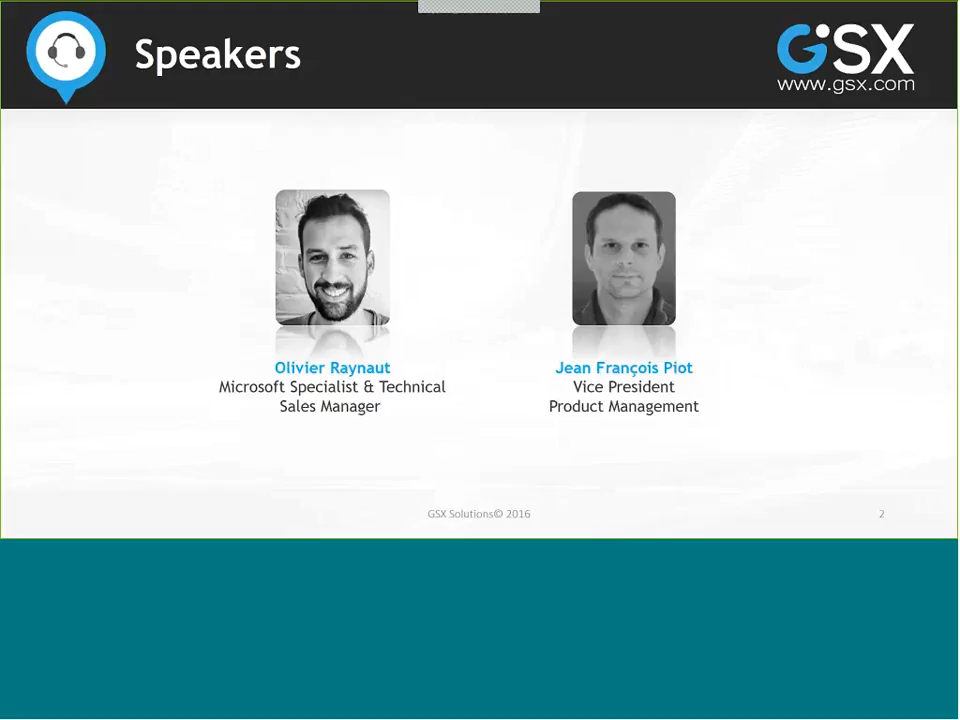 Speakers
GSX
www.gsx.com
Olivier Raynaut
Microsoft Specialist & Technical
Sales Manager
Jean François Piot
Vice President
Product Management
GSX Solutions© 2016
2